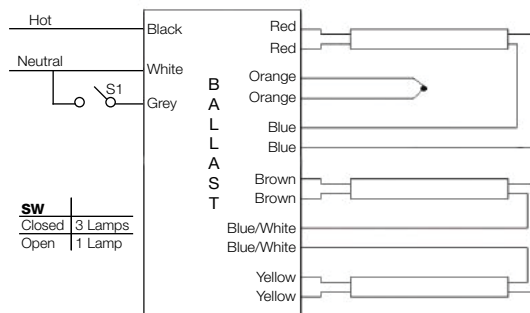 Hot
Black
Neutral
White
S1
Grey
BALLAST
Red
Red
Orange
Orange
Blue
Blue
Brown
Brown
Blue/White
Blue/White
Yellow
Yellow
SW
Closed 3 Lamps
Open 1 Lamp